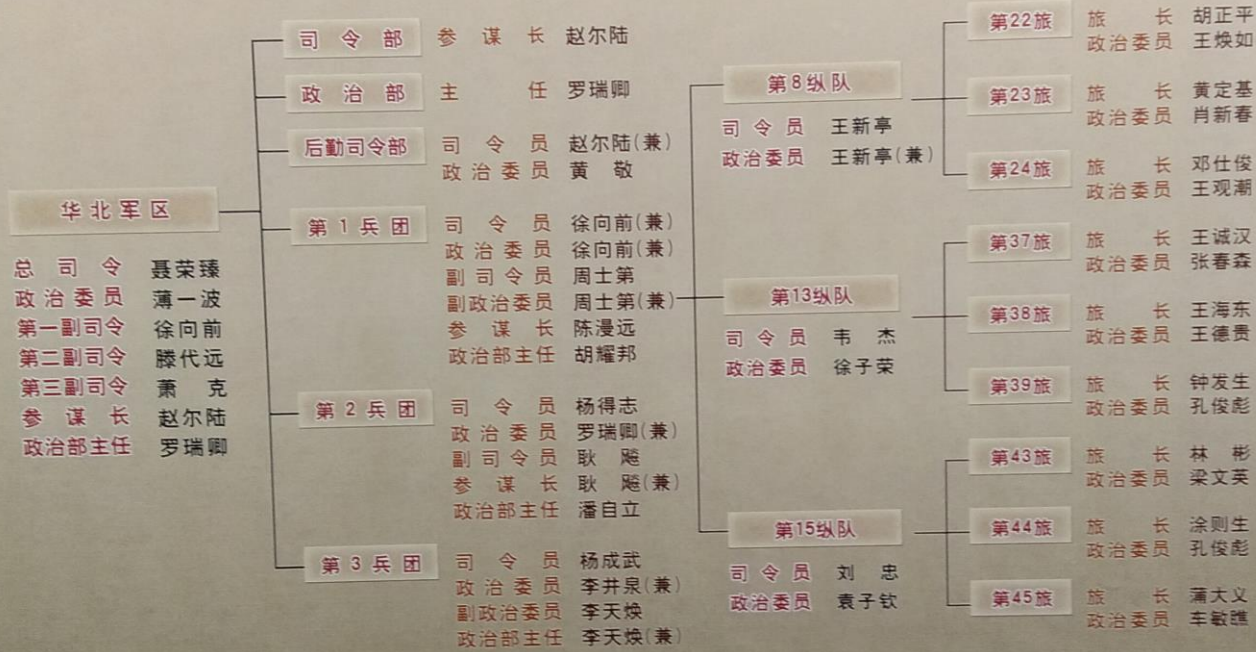 华北军区
总司令 聂荣臻
政治委员 薄一波
第一副司令 徐向前
第二副司令 滕代远
第三副司令 萧 克
参谋长 赵尔陆
政治部主任 罗瑞卿
司令部 参谋长 赵尔陆
政治部 主任 罗瑞卿
后勤司令部 司令员 赵尔陆(兼)
政治委员 黄 敬
第1兵团 司令员 徐向前(兼)
政治委员 徐向前(兼)
副司令员 周士第
副政治委员 周士第(兼)
参谋长 陈漫远
政治部主任 胡耀邦
第2兵团 司令员 杨得志
政治委员 罗瑞卿(兼)
副司令员 耿 飚
参谋长 耿 飚(兼)
政治部主任 潘自立
第3兵团 司令员 杨成武
政治委员 李井泉(兼)
副政治委员 李天焕
政治部主任 李天焕(兼)
第8纵队
司令员 王新亭
政治委员 王新亭(兼)
第22旅 旅长 胡正平
政治委员 王焕如
第23旅 旅长 黄定基
政治委员 肖新春
第24旅 旅长 邓仕俊
政治委员 王观潮
第13纵队
司令员 韦 杰
政治委员 徐子荣
第37旅 旅长 王诚汉
政治委员 张春森
第38旅 旅长 王海东
政治委员 王德贵
第39旅 旅长 钟发生
政治委员 孔俊彪
第15纵队
司令员 刘 忠
政治委员 袁子钦
第43旅 旅长 林 彬
政治委员 梁文英
第44旅 旅长 涂则生
政治委员 孔俊彪
第45旅 旅长 蒲大义
政治委员 车敏瞧